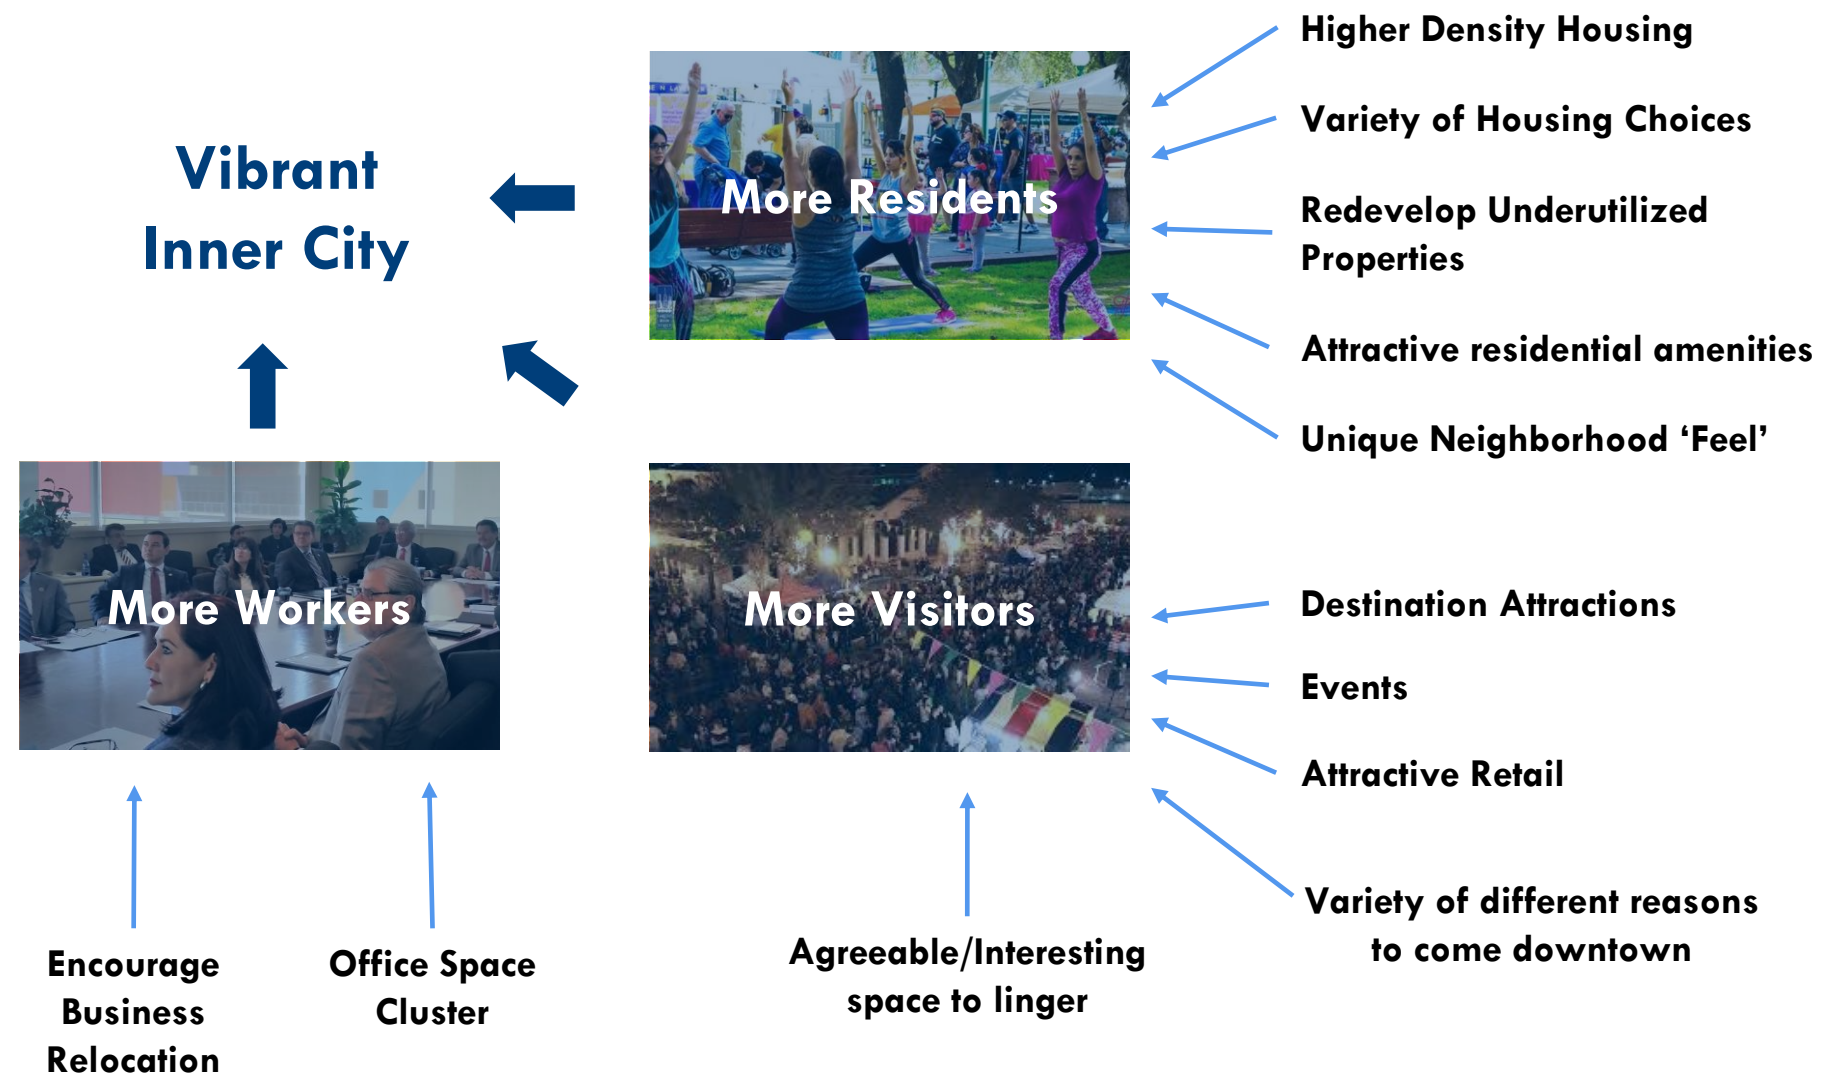 Higher Density Housing
Variety of Housing Choices
Vibrant
Inner City
More Residents
Redevelop Underutilized
Properties
Attractive residential amenities
Unique Neighborhood ‘Feel’
More Workers
More Visitors
Destination Attractions
Events
Attractive Retail
Variety of different reasons
to come downtown
Agreeable/Interesting
space to linger
Encourage
Business
Relocation
Office Space
Cluster